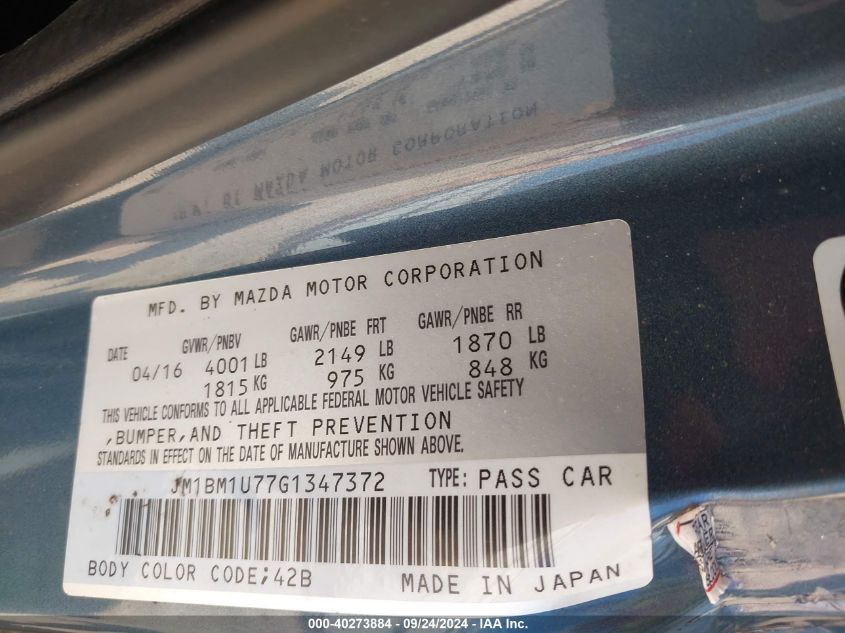 MFD. BY MAZDA MOTOR CORPORATION
DATE GVWR/PNBV GAWR/PNBE FRT GAWR/PNBE RR
04/16 4001 LB 2149 LB 1870 LB
1815 KG 975 KG 848 KG
THIS VEHICLE CONFORMS TO ALL APPLICABLE FEDERAL MOTOR VEHICLE SAFETY
,BUMPER,AND THEFT PREVENTION
STANDARDS IN EFFECT ON THE DATE OF MANUFACTURE SHOWN ABOVE.
JM1BM1U77G1347372 TYPE: PASS CAR
BODY COLOR CODE;42B MADE IN JAPAN
000-40273884 - 09/24/2024 - IAA Inc.